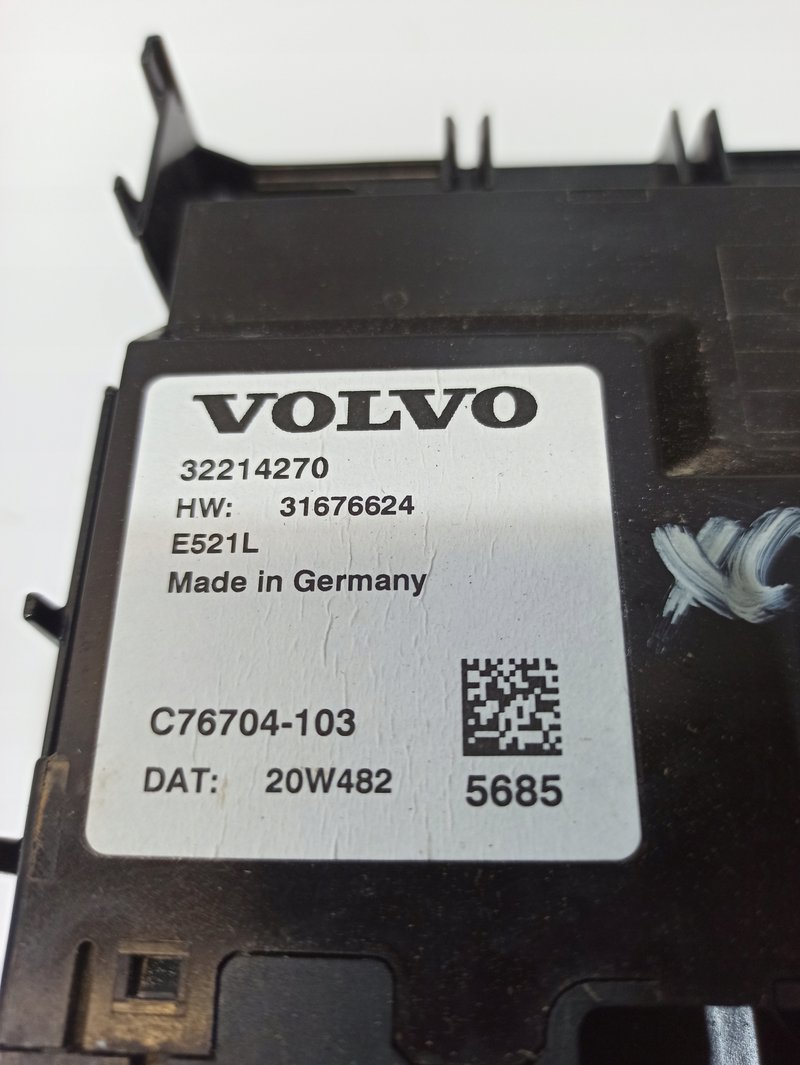 VOLVO
32214270
HW: 31676624
E521L
Made in Germany
C76704-103
DAT: 20W482
5685